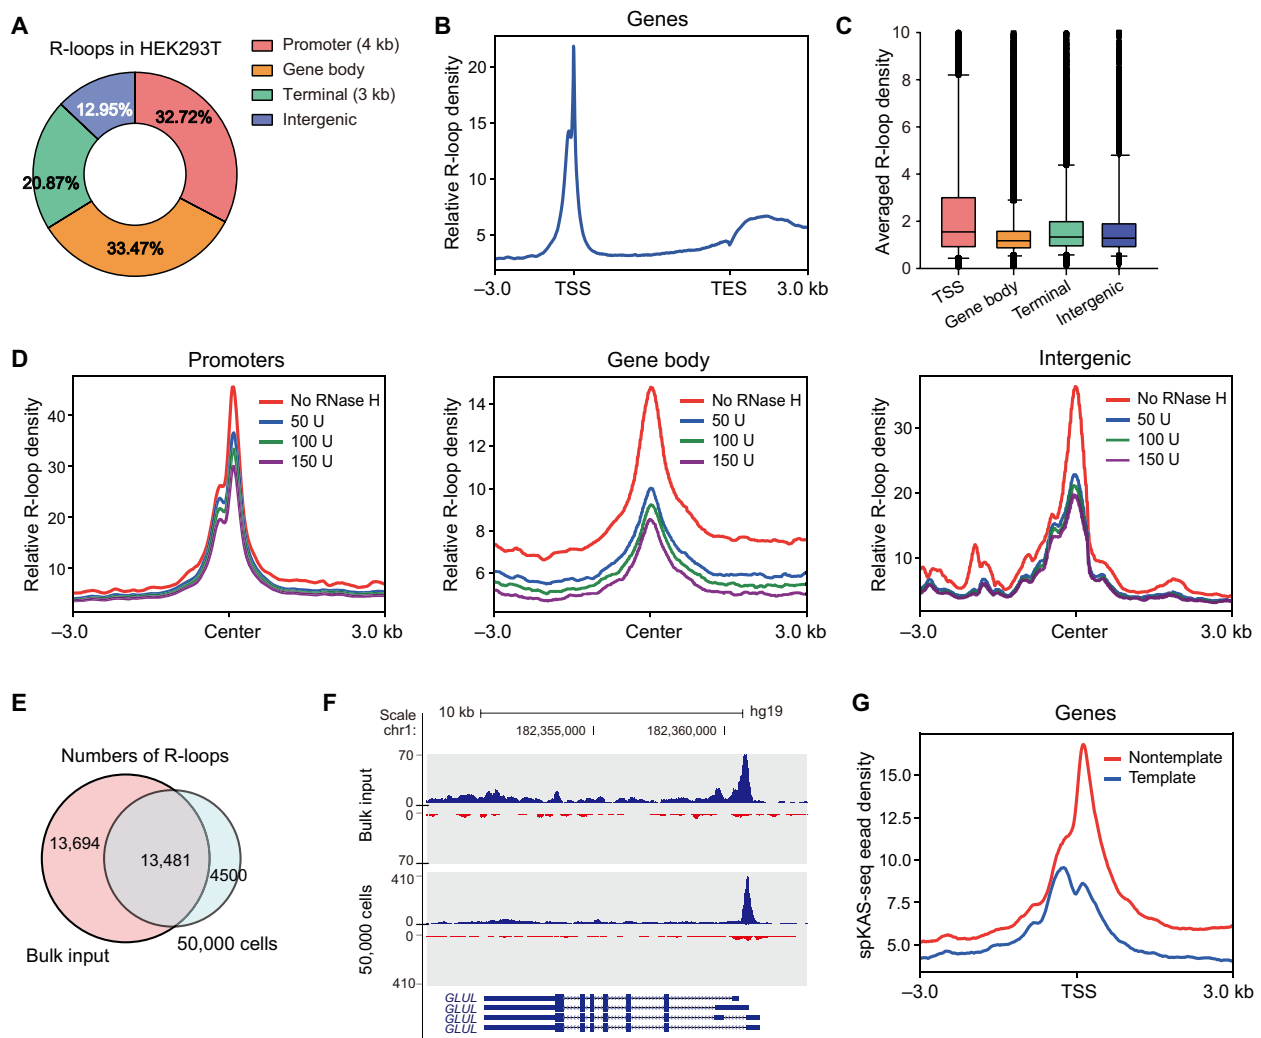 A
R-loops in HEK293T
Promoter (4 kb)
Gene body
Terminal (3 kb)
Intergenic
12.95%
32.72%
20.87%
33.47%
B
Genes
Relative R-loop density
20
15
10
5
–3.0
TSS
TES
3.0 kb
C
Averaged R-loop density
10
8
6
4
2
0
TSS
Gene body
Terminal
Intergenic
D
Promoters
Relative R-loop density
40
30
20
10
No RNase H
50 U
100 U
150 U
–3.0
Center
3.0 kb
Gene body
Relative R-loop density
14
12
10
8
6
No RNase H
50 U
100 U
150 U
–3.0
Center
3.0 kb
Intergenic
Relative R-loop density
30
20
10
No RNase H
50 U
100 U
150 U
–3.0
Center
3.0 kb
E
Numbers of R-loops
13,694
13,481
4500
Bulk input
50,000 cells
F
Scale
10 kb
hg19
chr1:
182,355,000
182,360,000
Bulk input
70
0
0
70
50,000 cells
410
0
0
410
GLUL
GLUL
GLUL
GLUL
G
Genes
spKAS-seq eead density
15.0
12.5
10.0
7.5
5.0
Nontemplate
Template
–3.0
TSS
3.0 kb